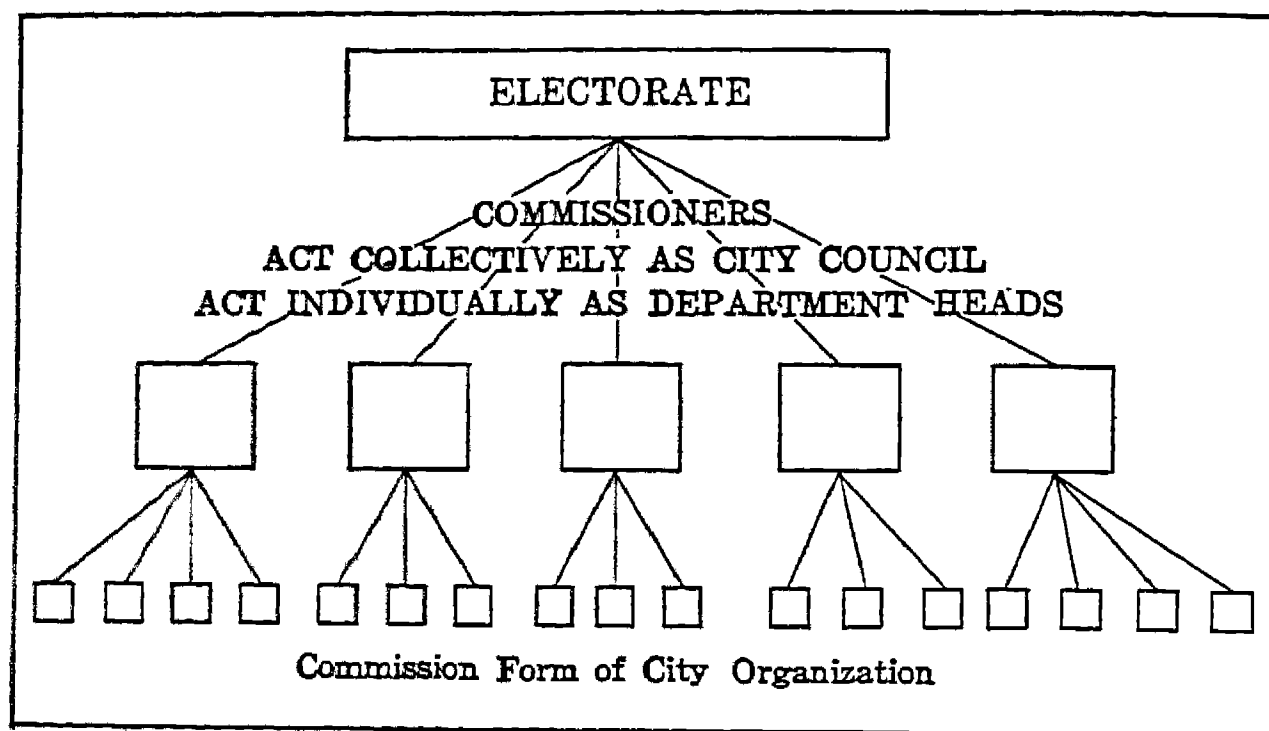 ELECTORATE
COMMISSIONERS
ACT COLLECTIVELY AS CITY COUNCIL
ACT INDIVIDUALLY AS DEPARTMENT HEADS
Commission Form of City Organization